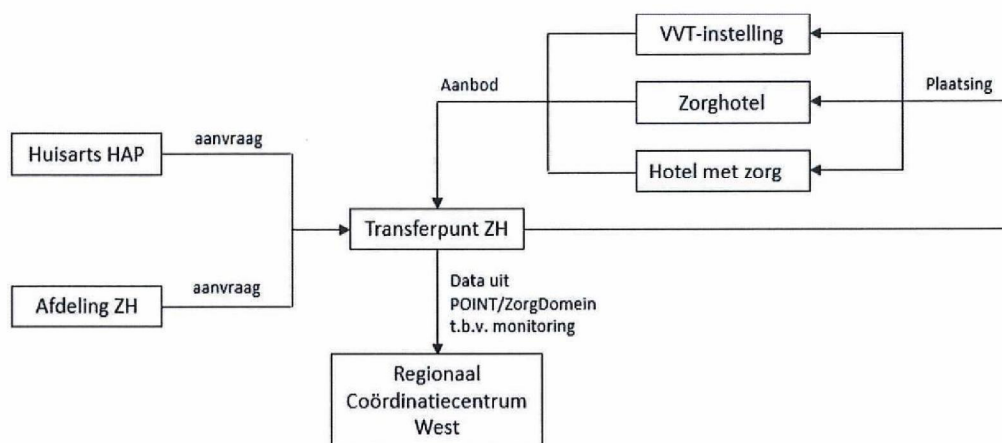 VVT-instelling
Aanbod
Zorghotel
Plaatsing
Huisarts HAP
aanvraag
Hotel met zorg
Transferpunt ZH
Afdeling ZH
aanvraag
Data uit
POINT/ZorgDomein
t.b.v. monitoring
Regionaal
Coördinatiecentrum
West